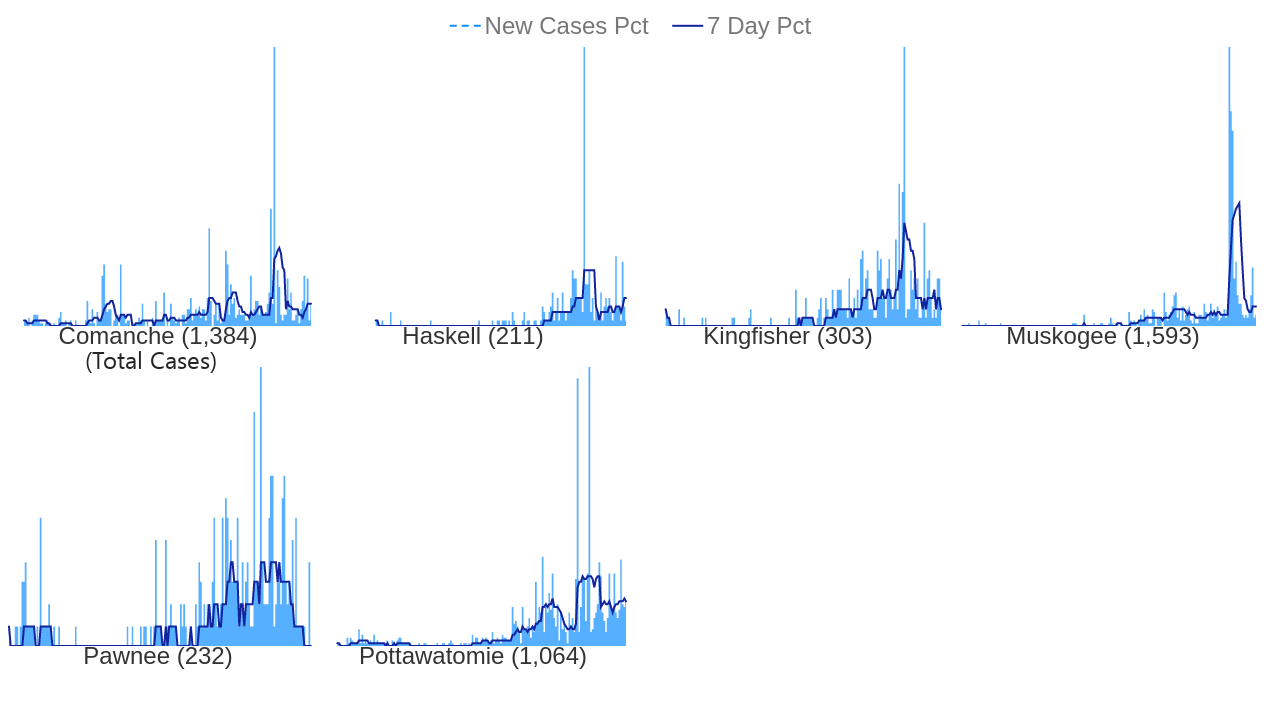 New Cases Pct 7 Day Pct
Comanche (1,384) Haskell (211) Kingfisher (303) Muskogee (1,593)
(Total Cases)
Pawnee (232) Pottawatomie (1,064)